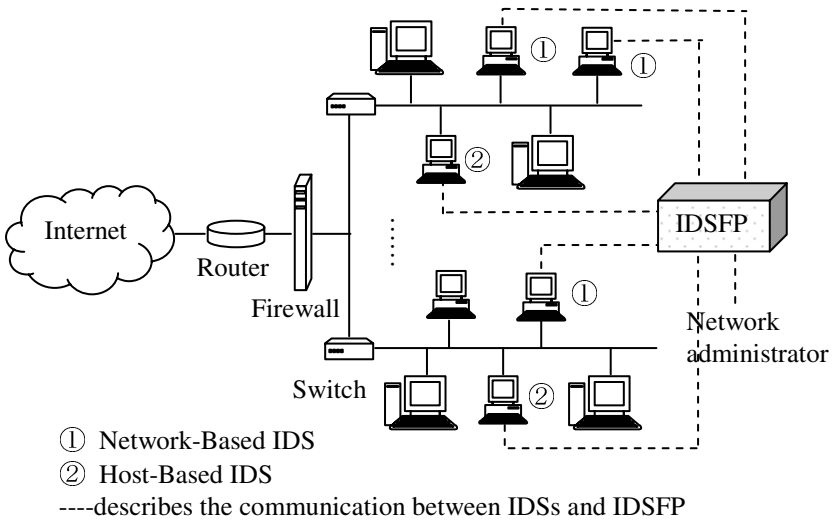 ①
①
②
Internet
IDSFP
Router
①
Firewall
Network
administrator
Switch
②
① Network-Based IDS
② Host-Based IDS
----describes the communication between IDSs and IDSFP